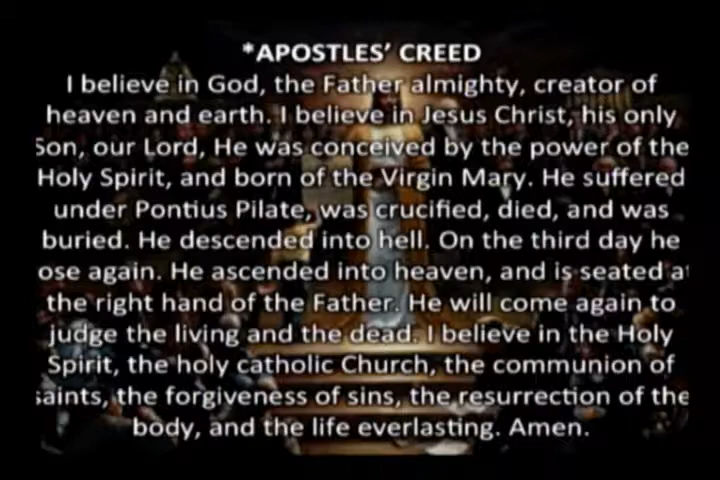 *APOSTLES' CREED
I believe in God, the Father almighty, creator of
heaven and earth. I believe in Jesus Christ, his only
Son, our Lord, He was conceived by the power of the
Holy Spirit, and born of the Virgin Mary. He suffered
under Pontius Pilate, was crucified, died, and was
buried. He descended into hell. On the third day he
ose again. He ascended into heaven, and is seated at
the right hand of the Father. He will come again to
judge the living and the dead. I believe in the Holy
Spirit, the holy catholic Church, the communion of
saints, the forgiveness of sins, the resurrection of the
body, and the life everlasting. Amen.